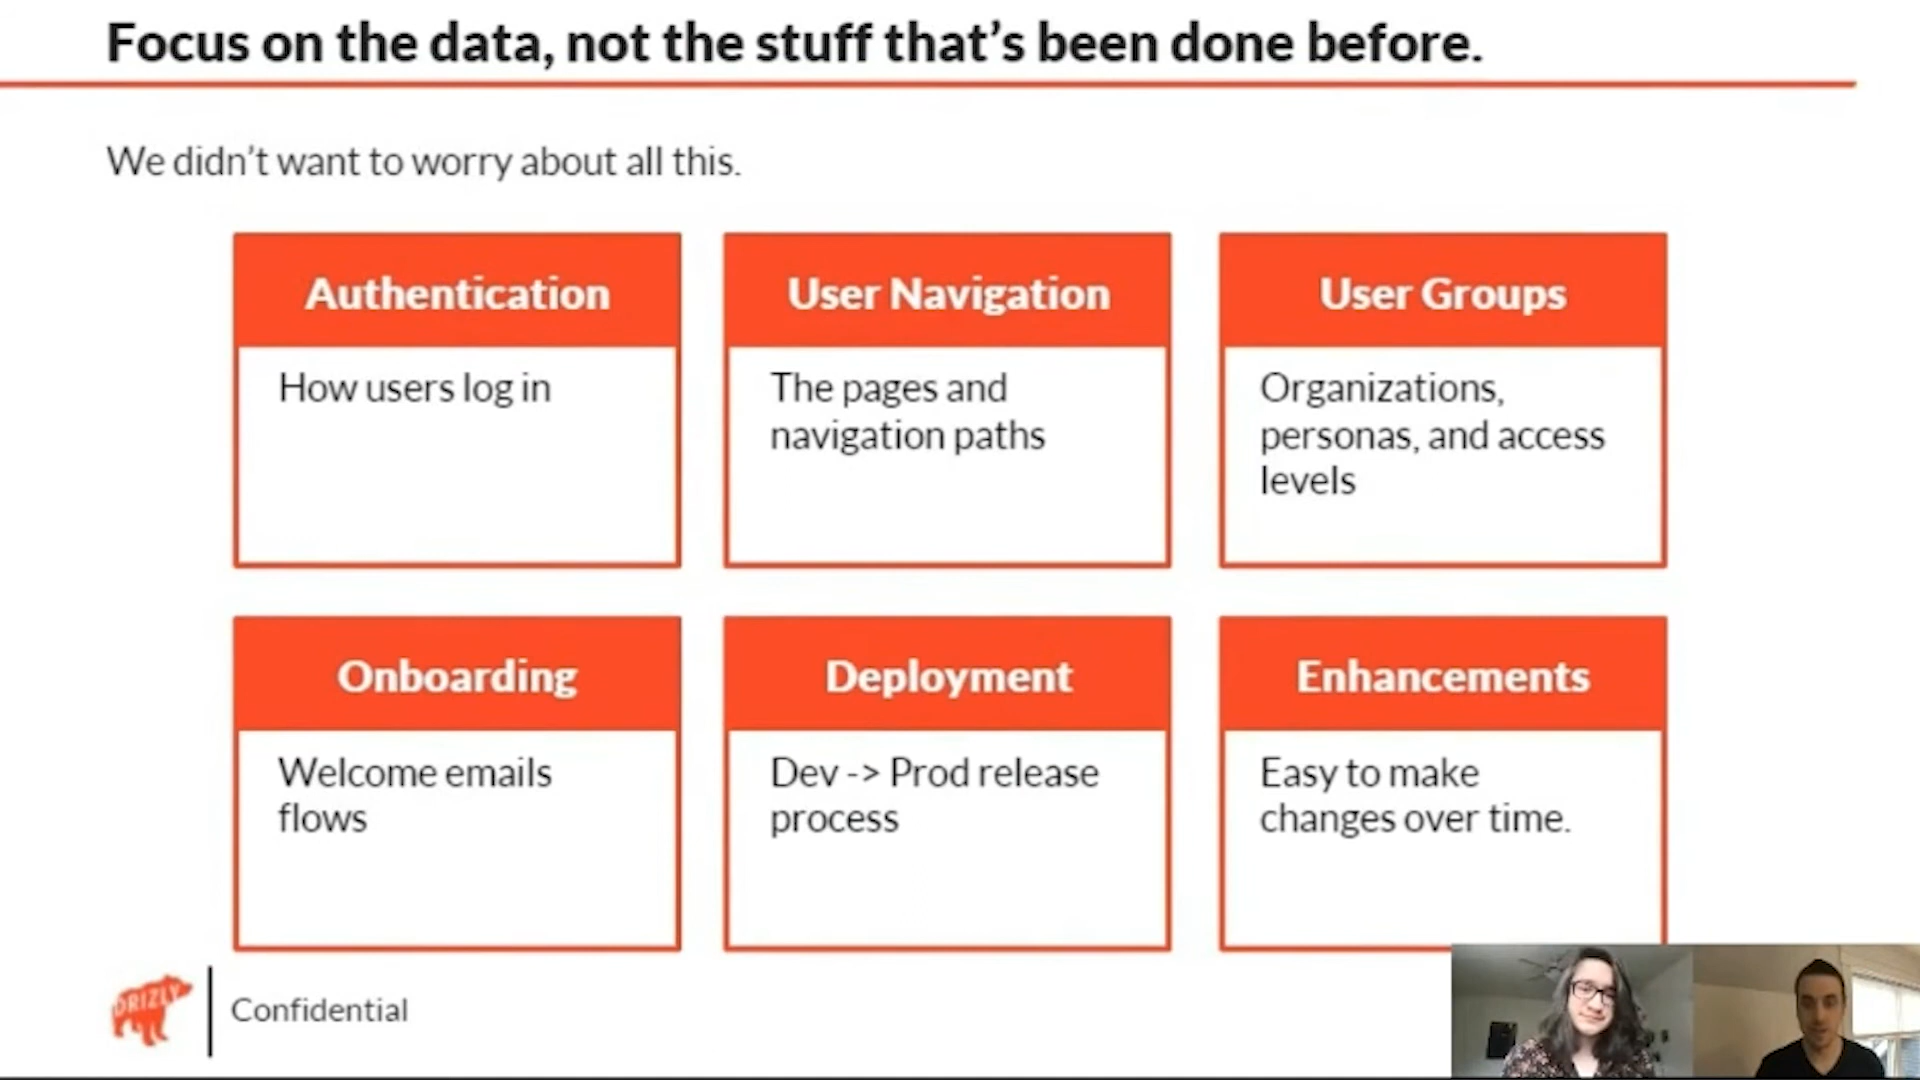 Focus on the data, not the stuff that's been done before.
We didn't want to worry about all this.
Authentication
How users log in
User Navigation
The pages and
navigation paths
User Groups
Organizations,
personas, and access
levels
Onboarding
Welcome emails
flows
Deployment
Dev -> Prod release
process
Enhancements
Easy to make
changes over time.
DRIZLY
Confidential